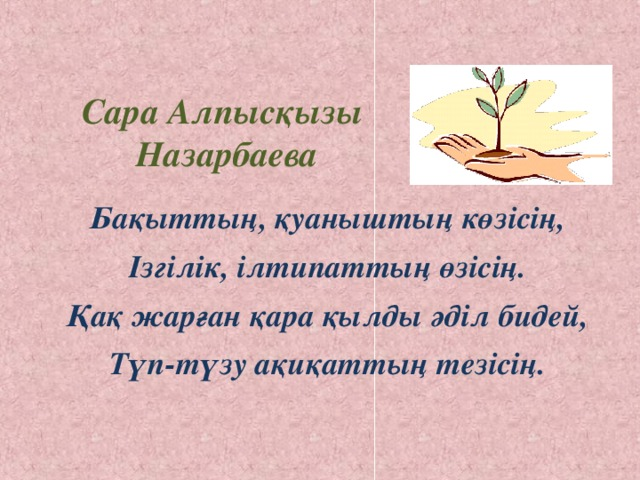 Сара Алпысқызы
Назарбаева
Бақыттың, қуаныштың көзісің,
Ізгілік, ілтипаттың өзісің.
Қақ жарған қара қылды әділ бидей,
Түп-түзу ақиқаттың тезісің.